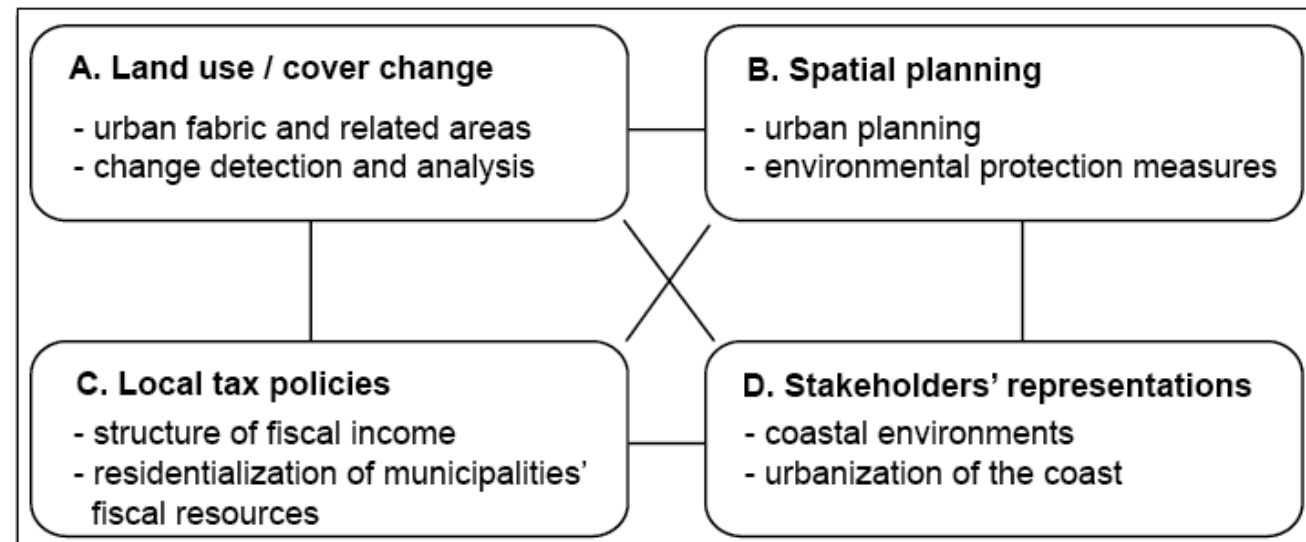 A. Land use / cover change
- urban fabric and related areas
- change detection and analysis
B. Spatial planning
- urban planning
- environmental protection measures
C. Local tax policies
- structure of fiscal income
- residentialization of municipalities’
fiscal resources
D. Stakeholders’ representations
- coastal environments
- urbanization of the coast